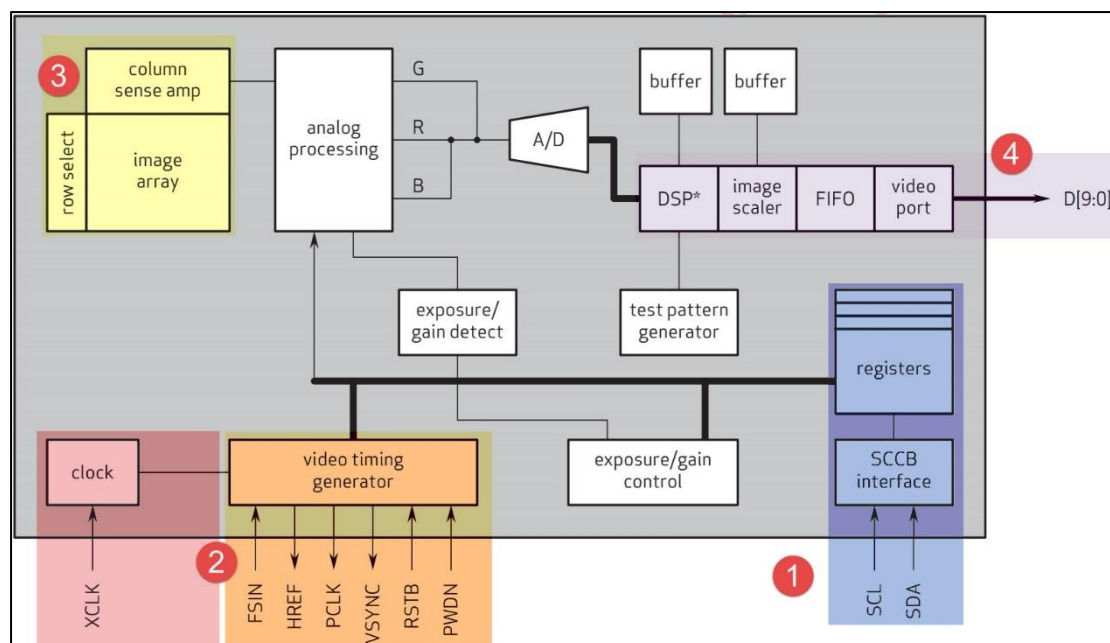 3
column
sense amp
row select
image
array
analog
processing
G
R
B
A/D
buffer
buffer
DSP*
image
scaler
FIFO
video
port
4
D[9:0]
exposure/
gain detect
test pattern
generator
registers
clock
video timing
generator
exposure/gain
control
SCCB
interface
2
1
XCLK
FSIN
HREF
PCLK
VSYNC
RSTB
PWDN
SCL
SDA